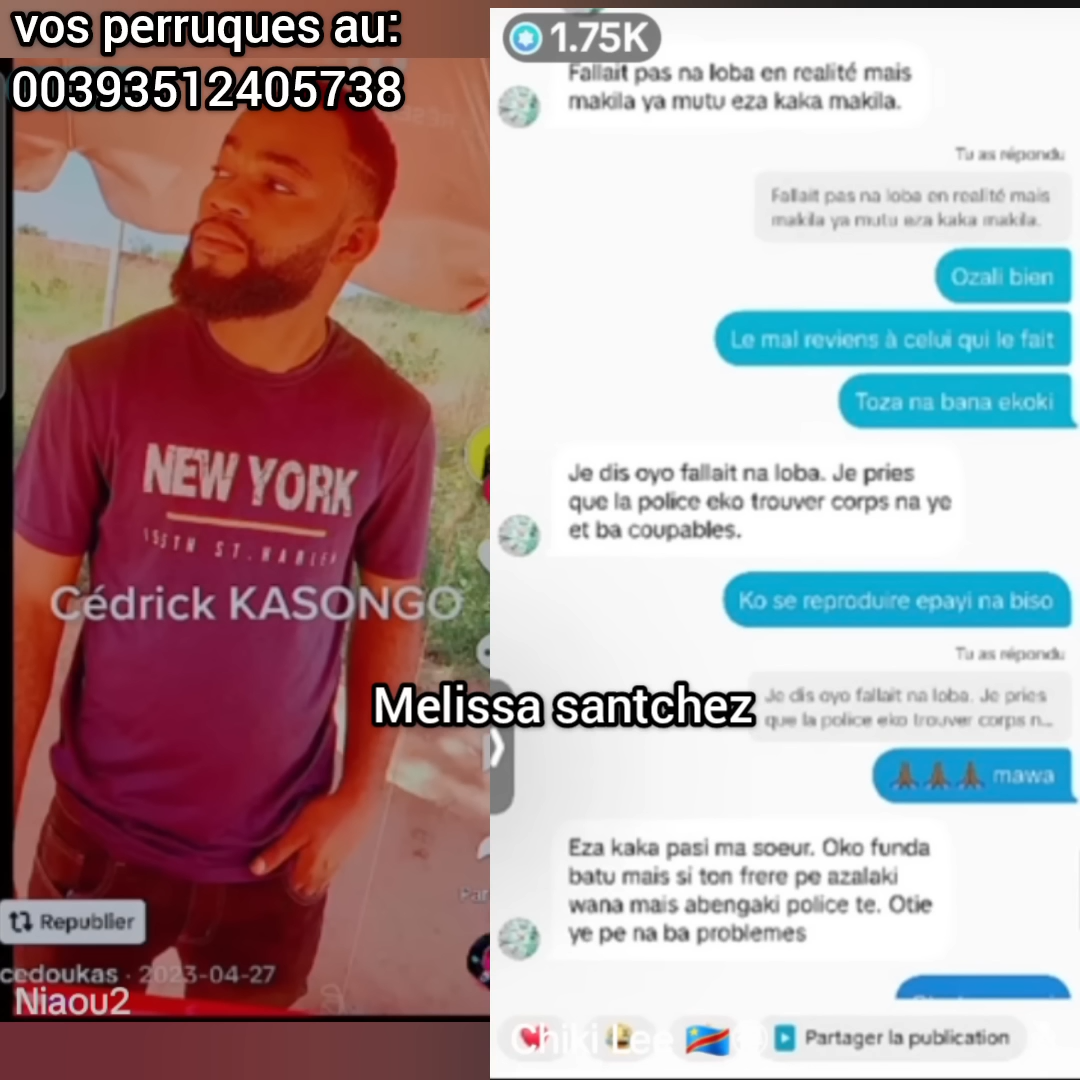 vos perruques au:
00393512405738
NEW YORK
155TH ST. HARLEM
Cédrick KASONGO
Republier
cedoukas · 2023-04-27
Niaou2
1.75K
Fallait pas na loba en realité mais
makila ya mutu eza kaka makila.
Tu as répondu
Fallait pas na loba en realité mais
makila ya mutu eza kaka makila.
Ozali bien
Le mal reviens à celui qui le fait
Toza na bana ekoki
Je dis oyo fallait na loba. Je pries
que la police eko trouver corps na ye
et ba coupables.
Ko se reproduire epayi na biso
Tu as répondu
Melissa santchez
Je dis oyo fallait na loba. Je pries
que la police eko trouver corps n...
🙏🏾🙏🏾🙏🏾 mawa
Eza kaka pasi ma soeur. Oko funda
batu mais si ton frere pe azalaki
wana mais abengaki police te. Otie
ye pe na ba problemes
Chiki Lee
Partager la publication